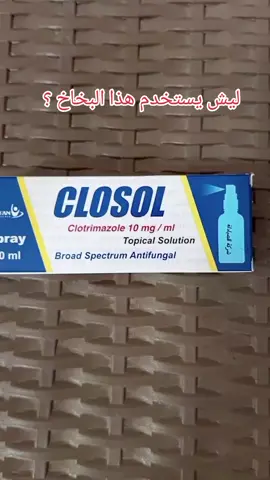 ليش يستخدم هذا البخاخ ؟
CLOSOL
Clotrimazole 10 mg / ml
Topical Solution
Broad Spectrum Antifungal